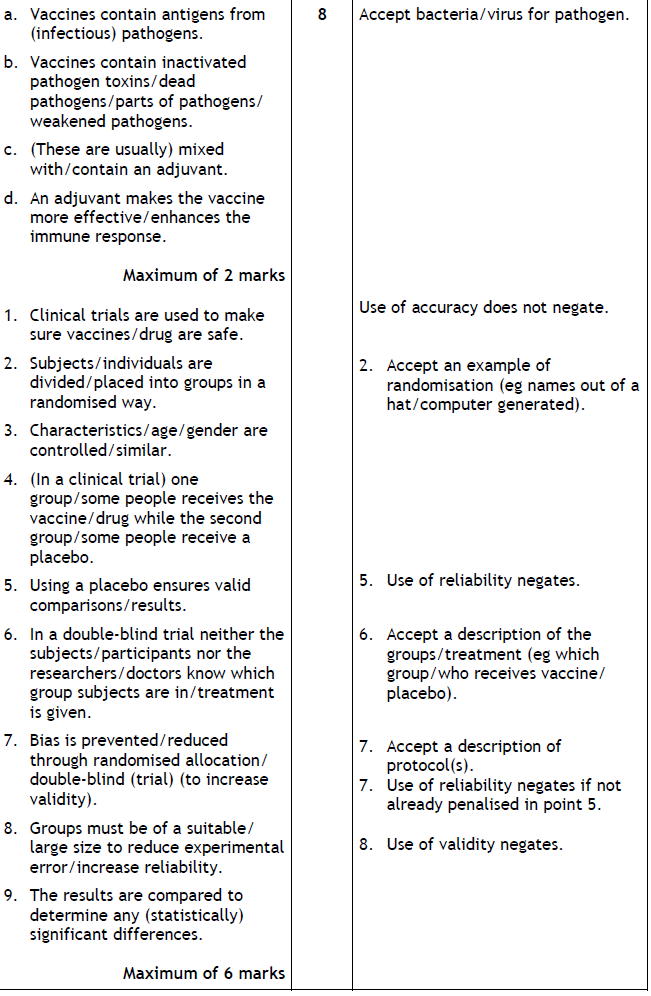 a. Vaccines contain antigens from
(infectious) pathogens.
8
Accept bacteria/virus for pathogen.
b. Vaccines contain inactivated
pathogen toxins/dead
pathogens/parts of pathogens/
weakened pathogens.
c. (These are usually) mixed
with/contain an adjuvant.
d. An adjuvant makes the vaccine
more effective/enhances the
immune response.
Maximum of 2 marks
1. Clinical trials are used to make
sure vaccines/drug are safe.
Use of accuracy does not negate.
2. Subjects/individuals are
divided/placed into groups in a
randomised way.
2. Accept an example of
randomisation (eg names out of a
hat/computer generated).
3. Characteristics/age/gender are
controlled/similar.
4. (In a clinical trial) one
group/some people receives the
vaccine/drug while the second
group/some people receive a
placebo.
5. Using a placebo ensures valid
comparisons/results.
5. Use of reliability negates.
6. In a double-blind trial neither the
subjects/participants nor the
researchers/doctors know which
group subjects are in/treatment
is given.
6. Accept a description of the
groups/treatment (eg which
group/who receives vaccine/
placebo).
7. Bias is prevented/reduced
through randomised allocation/
double-blind (trial) (to increase
validity).
7. Accept a description of
protocol(s).
7. Use of reliability negates if not
already penalised in point 5.
8. Groups must be of a suitable/
large size to reduce experimental
error/increase reliability.
8. Use of validity negates.
9. The results are compared to
determine any (statistically)
significant differences.
Maximum of 6 marks